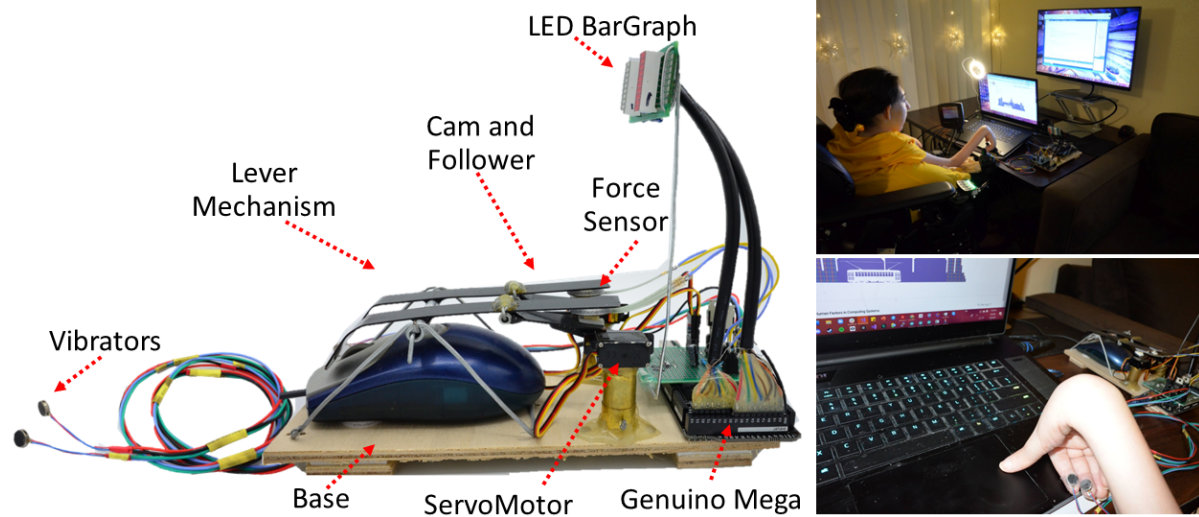 LED BarGraph
Cam and
Follower
Lever
Mechanism
Force
Sensor
Vibrators
Base
ServoMotor
Genuino Mega